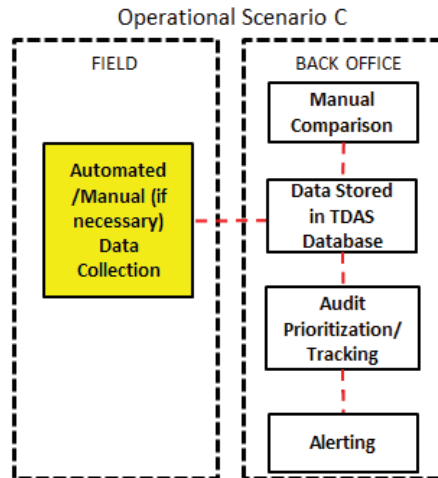 Operational Scenario C
FIELD
Automated
/Manual (if
necessary)
Data
Collection
BACK OFFICE
Manual
Comparison
Data Stored
in TDAS
Database
Audit
Prioritization/
Tracking
Alerting